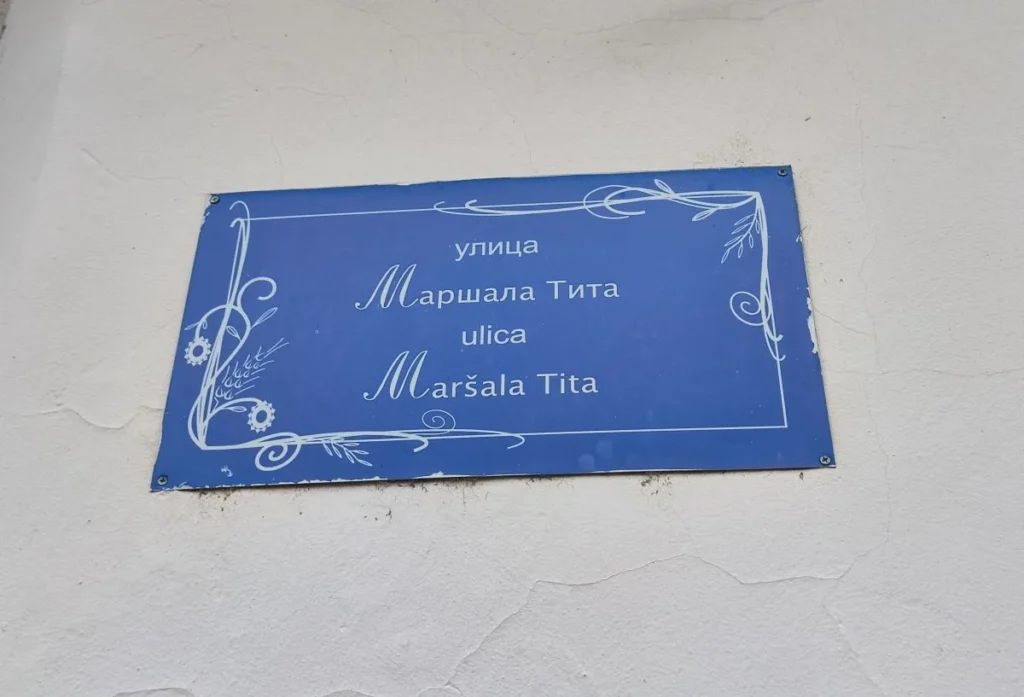 улица
Маршала Тита
ulica
Maršala Tita